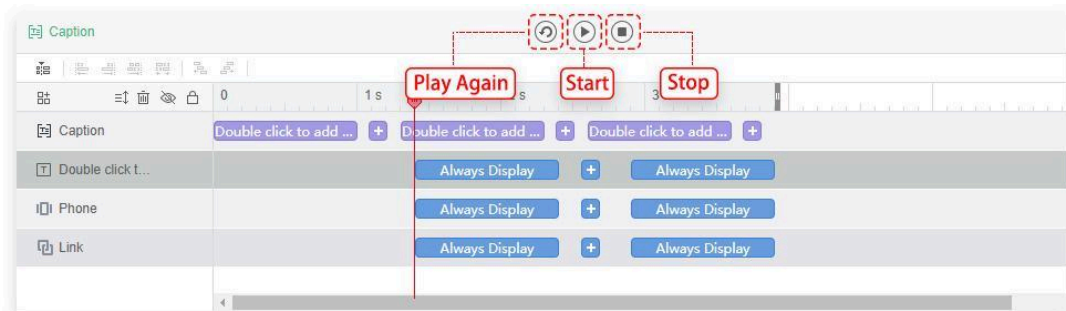 Caption
Play Again Start Stop
0 1 s s 3
Caption Double click to add ... + Double click to add ... + Double click to add ... +
T Double click t... Always Display + Always Display
Phone Always Display + Always Display
Link Always Display + Always Display